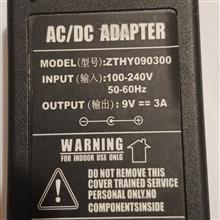 AC/DC ADAPTER
MODEL(型号):ZTHY090300
INPUT(输入):100-240V
50-60Hz
OUTPUT(输出):9V ⎓ 3A
WARNING
FOR INDOOR USE ONLG
DO NOT REMOVE THIS
COVER TRAINED SERVICE
PERSONAL ONLY.NO
COMPONENTSINSIDE